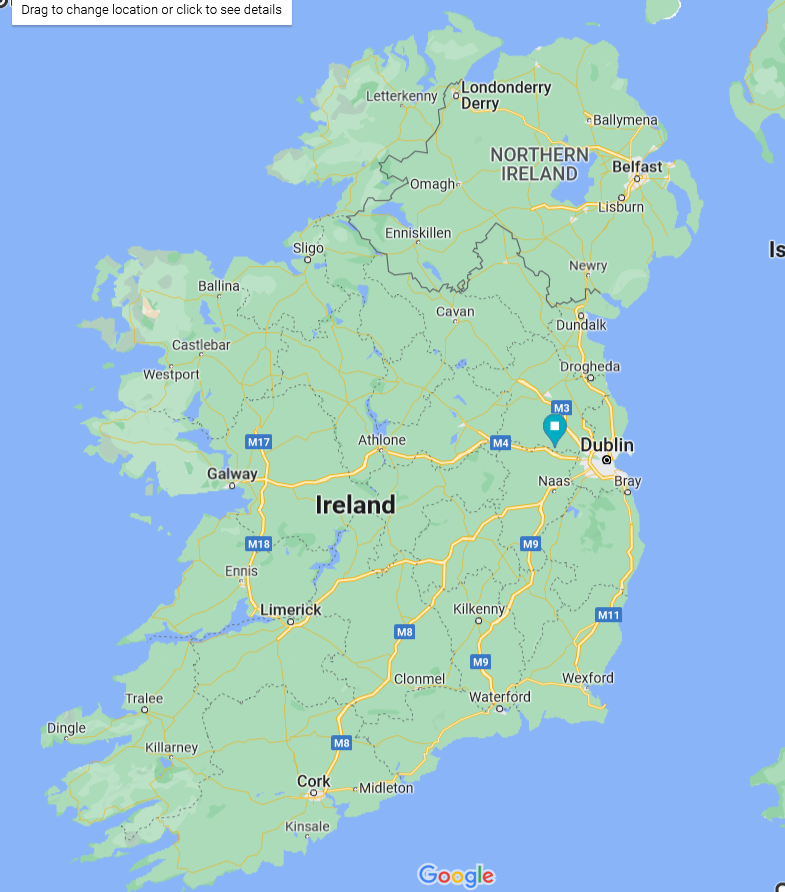 Drag to change location or click to see details
Londonderry
Derry
Letterkenny
Ballymena
NORTHERN
IRELAND
Belfast
Omagh
Lisburn
Enniskillen
Sligo
Newry
Ballina
Cavan
Dundalk
Castlebar
Westport
Drogheda
M3
M17
Athlone
M4
Dublin
Galway
Naas
Bray
Ireland
M18
M9
Ennis
Limerick
Kilkenny
M11
M8
M9
Clonmel
Wexford
Waterford
Tralee
Dingle
Killarney
M8
Cork
Midleton
Kinsale
Google
Is